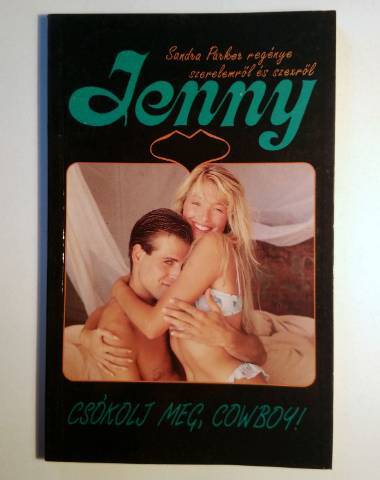 Sandra Parker regénye
szerelemről és szexről
Jenny
CSÓKOLJ MEG, COWBOY!